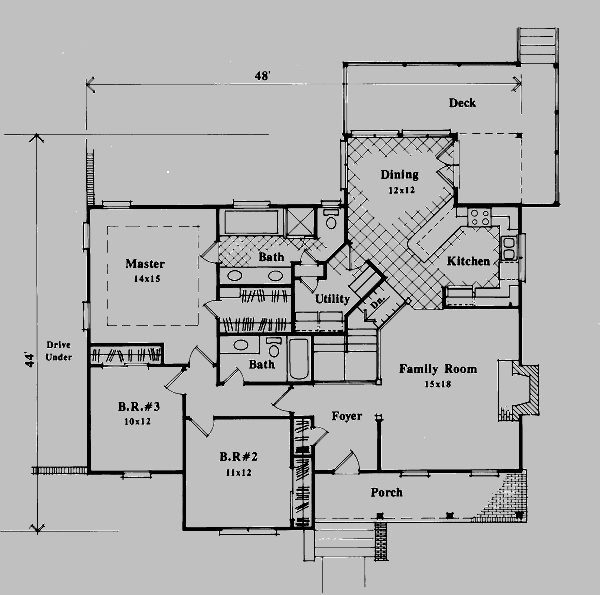 48'
Deck
Dining
12x12
Bath
Kitchen
Master
14x15
Utility
Dn.
44'
Drive
Under
Bath
Family Room
15x18
B.R.#3
10x12
Foyer
B.R#2
11x12
Porch